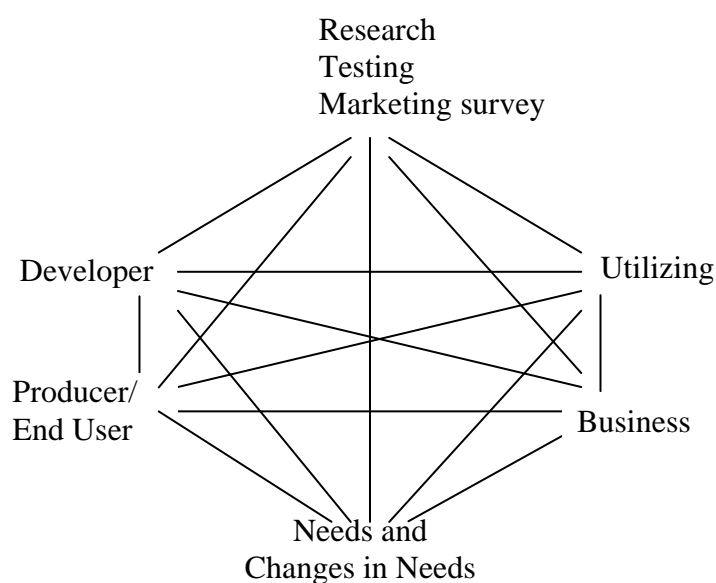 Research
Testing
Marketing survey
Developer
Utilizing
Producer/
End User
Business
Needs and
Changes in Needs